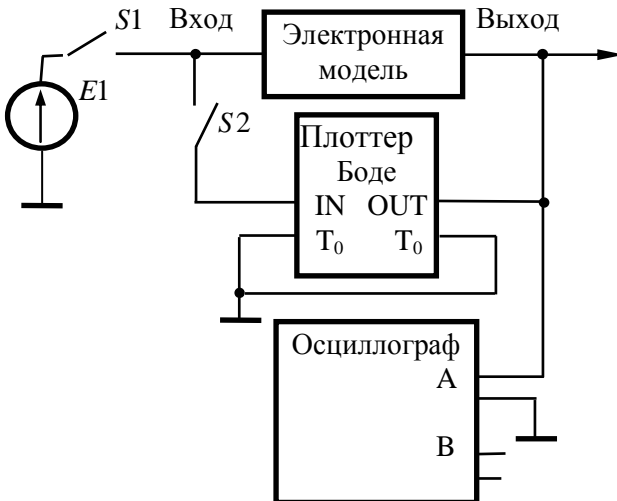 S1 Вход Выход
Электронная
модель
E1
S2
Плоттер
Боде
IN OUT
T₀ T₀
Осциллограф
A
B